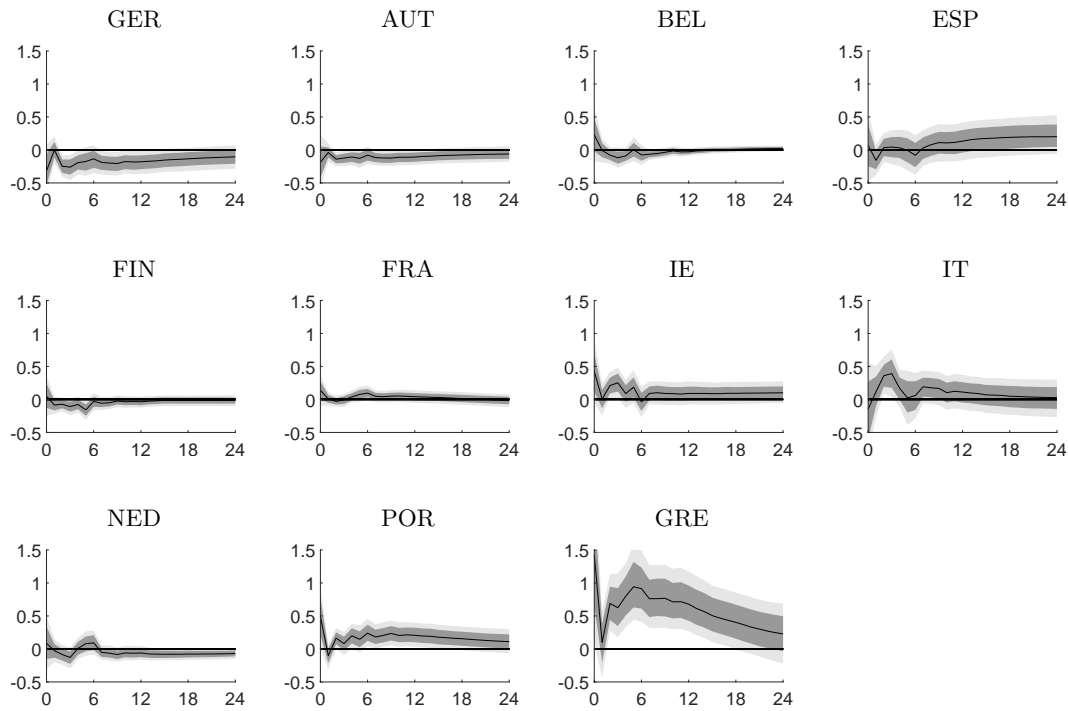 GER AUT BEL ESP
1.5 1.5 1.5 1.5
1 1 1 1
0.5 0.5 0.5 0.5
0 0 0 0
-0.5 -0.5 -0.5 -0.5
0 6 12 18 24 0 6 12 18 24 0 6 12 18 24 0 6 12 18 24
FIN FRA IE IT
1.5 1.5 1.5 1.5
1 1 1 1
0.5 0.5 0.5 0.5
0 0 0 0
-0.5 -0.5 -0.5 -0.5
0 6 12 18 24 0 6 12 18 24 0 6 12 18 24 0 6 12 18 24
NED POR GRE
1.5 1.5 1.5
1 1 1
0.5 0.5 0.5
0 0 0
-0.5 -0.5 -0.5
0 6 12 18 24 0 6 12 18 24 0 6 12 18 24